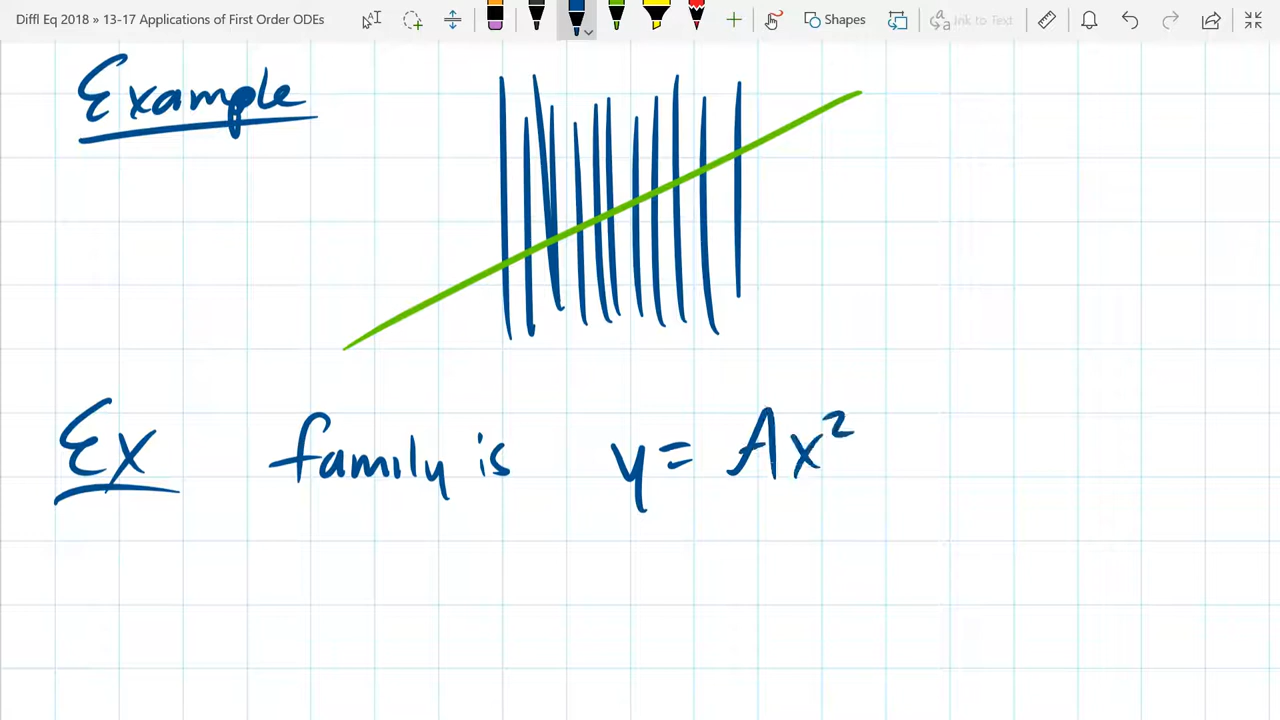 Diffl Eq 2018 » 13-17 Applications of First Order ODEs Shapes Ink to Text
Example
Ex family is y = Ax²